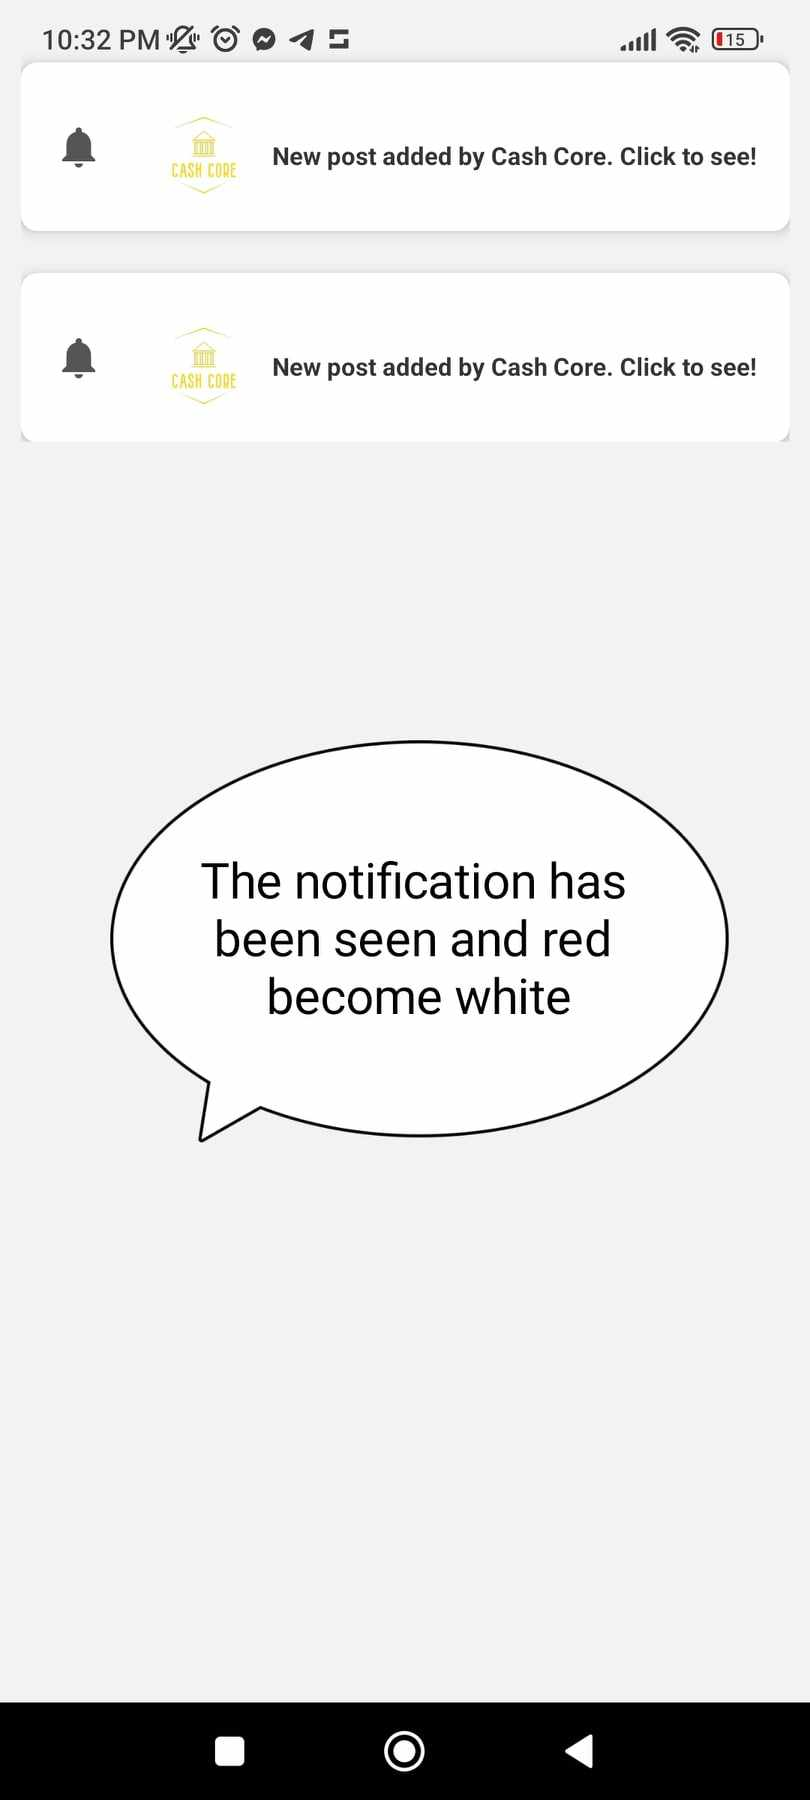 10:32 PM
15
CASH CORE
New post added by Cash Core. Click to see!
CASH CORE
New post added by Cash Core. Click to see!
The notification has
been seen and red
become white